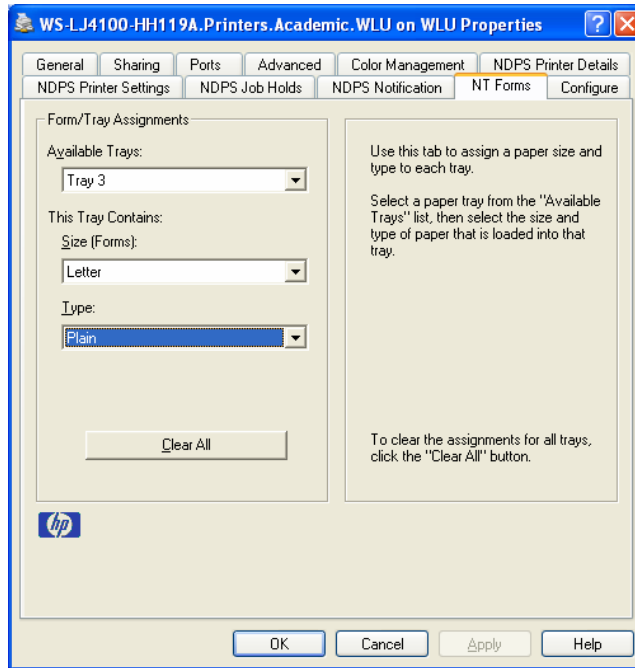 WS-LJ4100-HH119A.Printers.Academic.WLU on WLU Properties
General Sharing Ports Advanced Color Management NDPS Printer Details
NDPS Printer Settings NDPS Job Holds NDPS Notification NT Forms Configure
Form/Tray Assignments
Available Trays:
Tray 3
This Tray Contains:
Size (Forms):
Letter
Type:
Plain
Clear All
Use this tab to assign a paper size and
type to each tray.
Select a paper tray from the "Available
Trays" list, then select the size and
type of paper that is loaded into that
tray.
To clear the assignments for all trays,
click the "Clear All" button.
hp
OK Cancel Apply Help